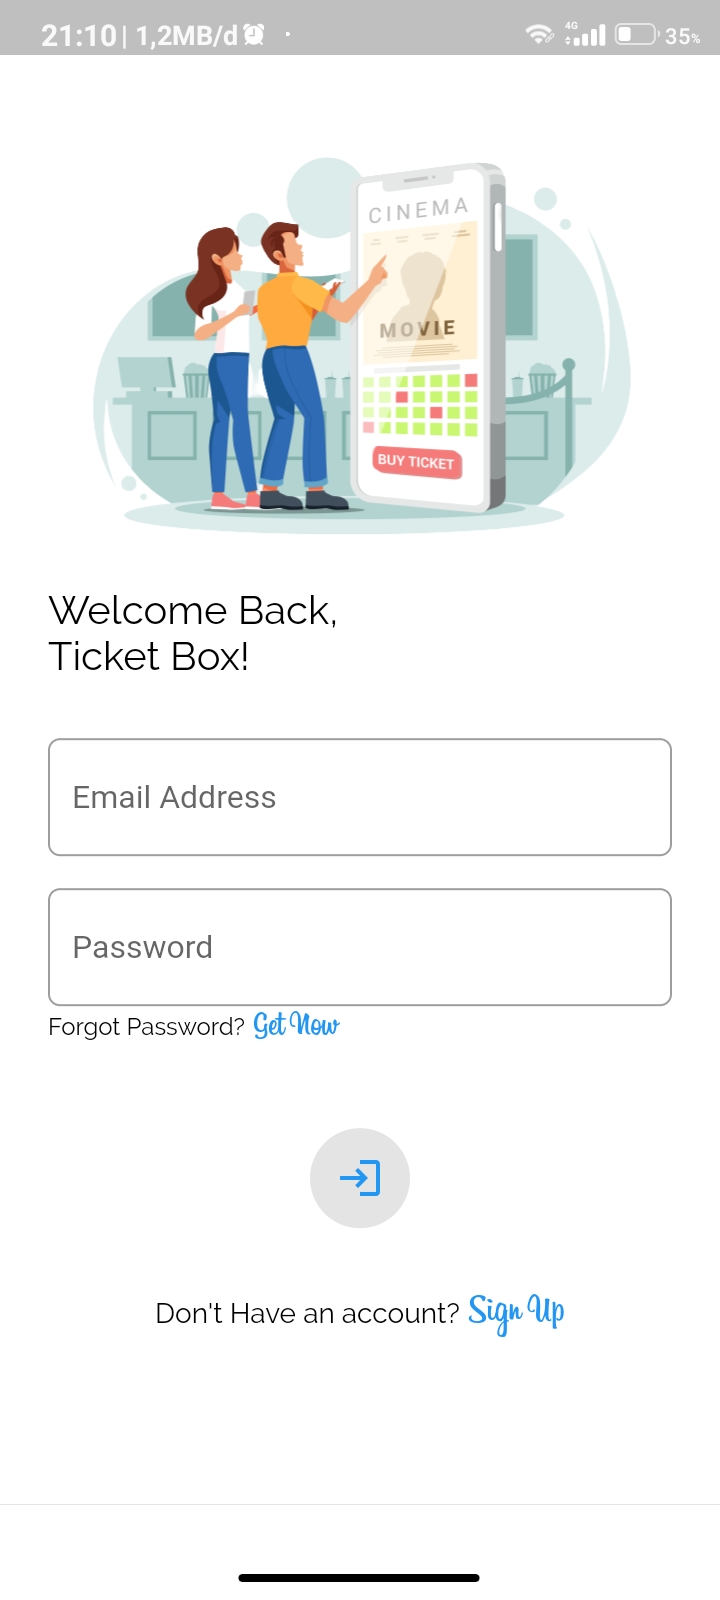 21:10 | 1,2MB/d
4G
35%
CINEMA
MOVIE
BUY TICKET
Welcome Back,
Ticket Box!
Email Address
Password
Forgot Password? Get Now
Don't Have an account? Sign Up